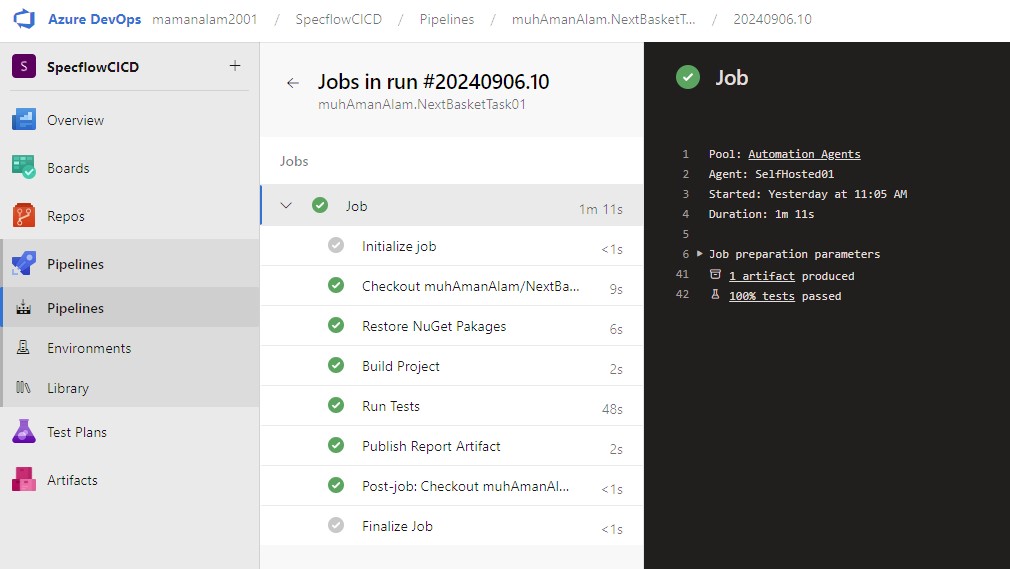 Azure DevOps mamanalam2001 / SpecflowCICD / Pipelines / muhAmanAlam.NextBasketT... / 20240906.10
S SpecflowCICD +
Overview
Boards
Repos
Pipelines
Pipelines
Environments
Library
Test Plans
Artifacts
Jobs in run #20240906.10
muhAmanAlam.NextBasketTask01
Jobs
Job 1m 11s
Initialize job <1s
Checkout muhAmanAlam/NextBa... 9s
Restore NuGet Pakages 6s
Build Project 2s
Run Tests 48s
Publish Report Artifact 2s
Post-job: Checkout muhAmanAl... <1s
Finalize Job <1s
Job
1 Pool: Automation Agents
2 Agent: SelfHosted01
3 Started: Yesterday at 11:05 AM
4 Duration: 1m 11s
5
6 Job preparation parameters
41 1 artifact produced
42 100% tests passed